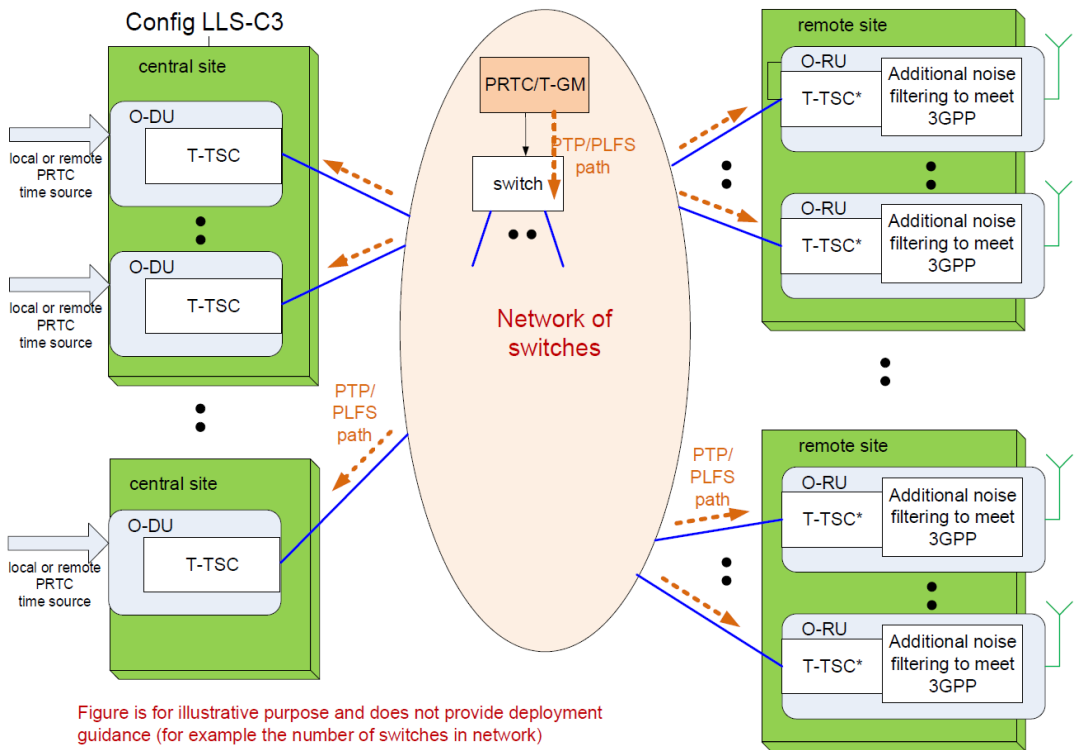 Config LLS-C3
central site
O-DU
T-TSC
local or remote
PRTC
time source
O-DU
T-TSC
local or remote
PRTC
time source
PTP/
PLFS
path
central site
O-DU
T-TSC
local or remote
PRTC
time source
PRTC/T-GM
PTP/PLFS
path
switch
Network of
switches
remote site
O-RU
T-TSC*
Additional noise
filtering to meet
3GPP
O-RU
T-TSC*
Additional noise
filtering to meet
3GPP
PTP/
PLFS
path
remote site
O-RU
T-TSC*
Additional noise
filtering to meet
3GPP
O-RU
T-TSC*
Additional noise
filtering to meet
3GPP
Figure is for illustrative purpose and does not provide deployment
guidance (for example the number of switches in network)